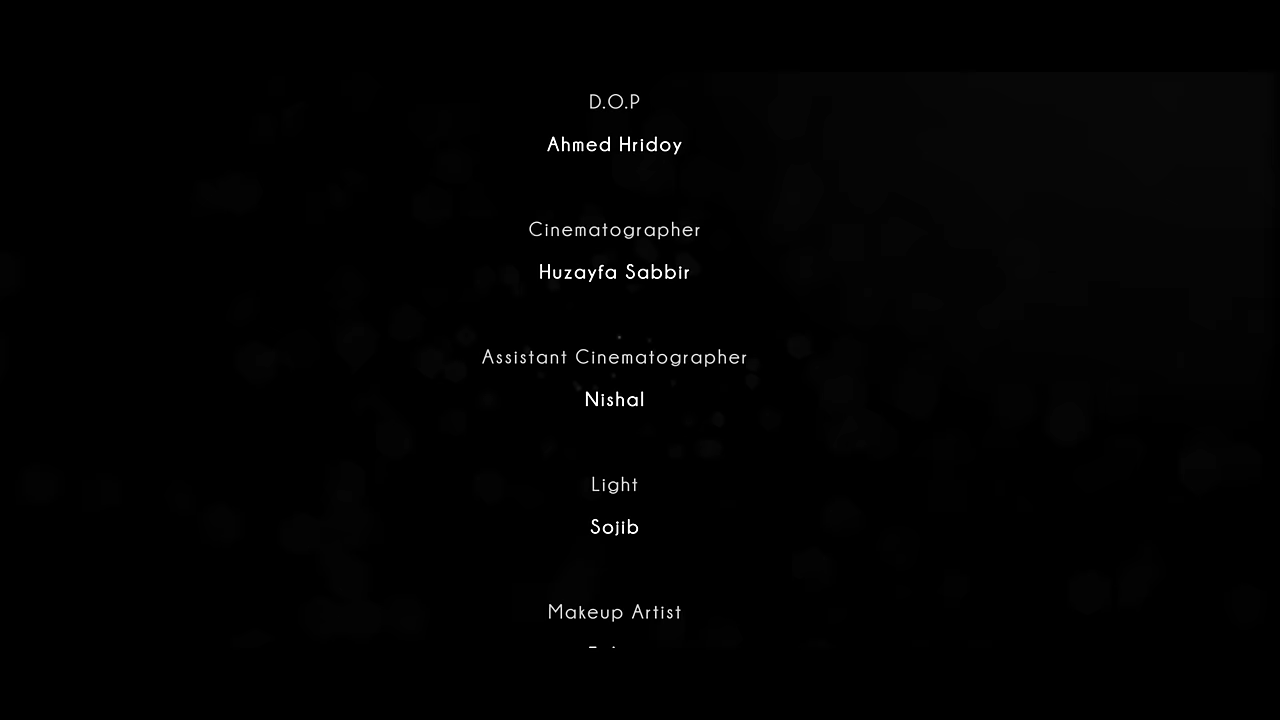 D.O.P
Ahmed Hridoy
Cinematographer
Huzayfa Sabbir
Assistant Cinematographer
Nishal
Light
Sojib
Makeup Artist